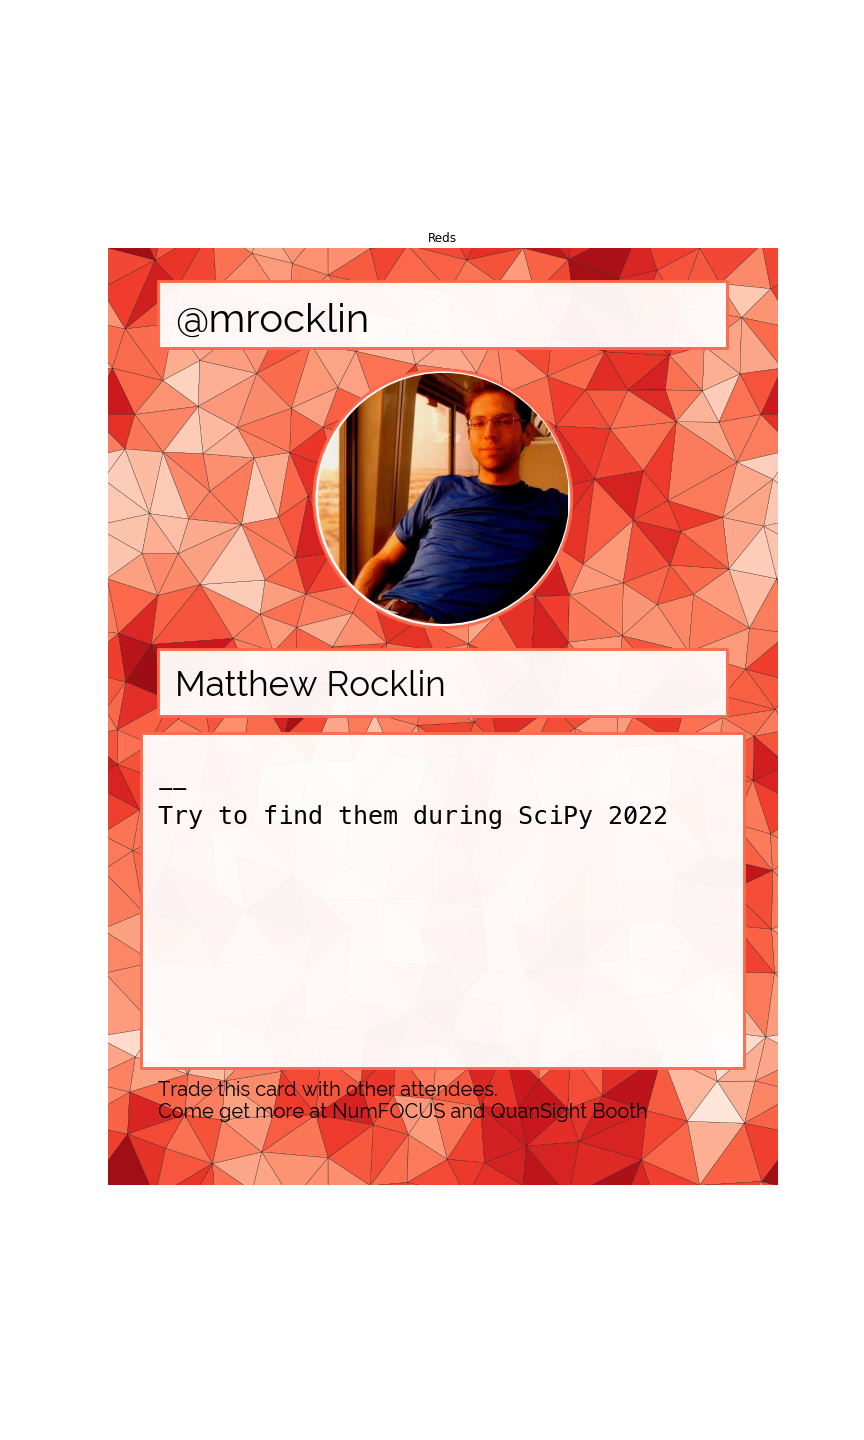 Reds
@mrocklin
Matthew Rocklin
__
Try to find them during SciPy 2022
Trade this card with other attendees.
Come get more at NumFOCUS and QuanSight Booth